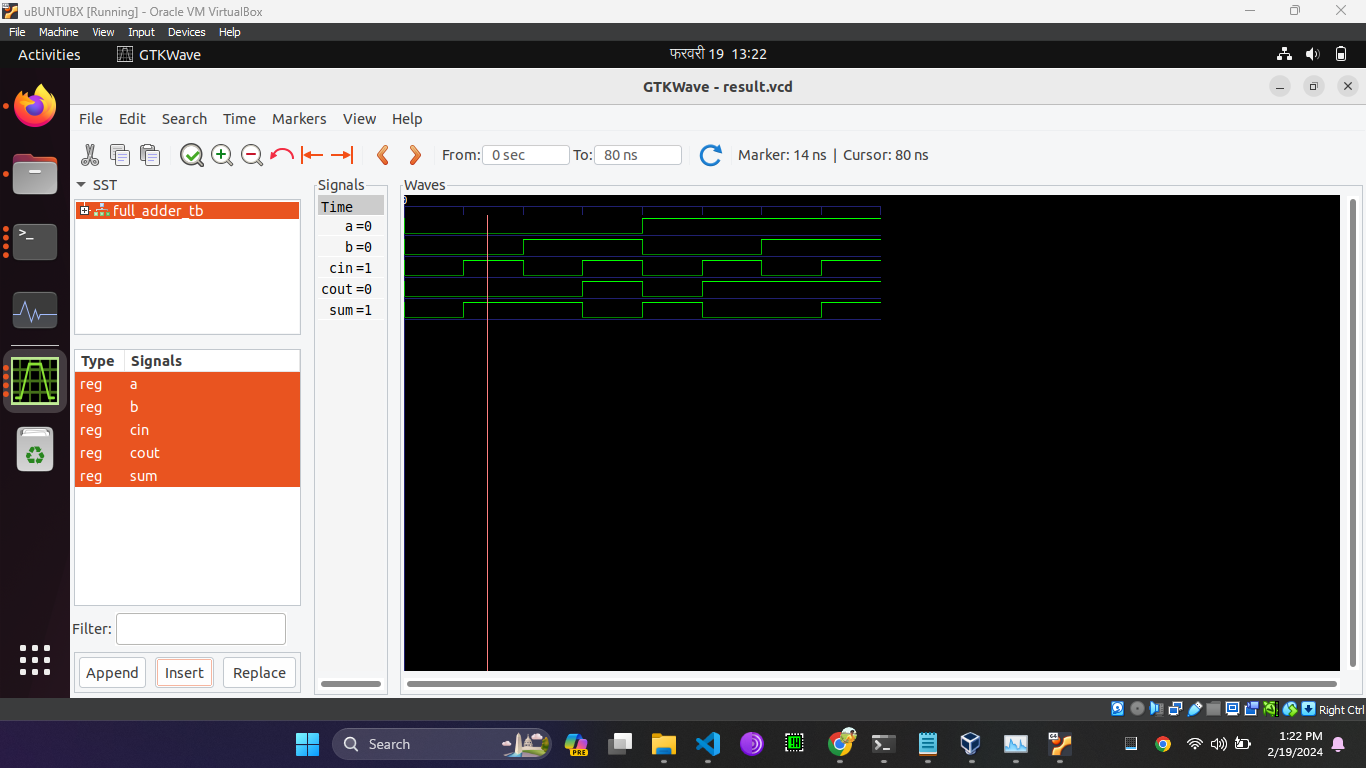 uBUNTUBX [Running] - Oracle VM VirtualBox
File Machine View Input Devices Help
Activities GTKWave फरवरी 19 13:22
GTKWave - result.vcd
File Edit Search Time Markers View Help
From: 0 sec To: 80 ns Marker: 14 ns | Cursor: 80 ns
SST
full_adder_tb
Type Signals
reg a
reg b
reg cin
reg cout
reg sum
Filter:
Append Insert Replace
Signals
Time
a=0
b=0
cin=1
cout=0
sum=1
Waves
0
Right Ctrl
Search
PRE
1:22 PM
2/19/2024